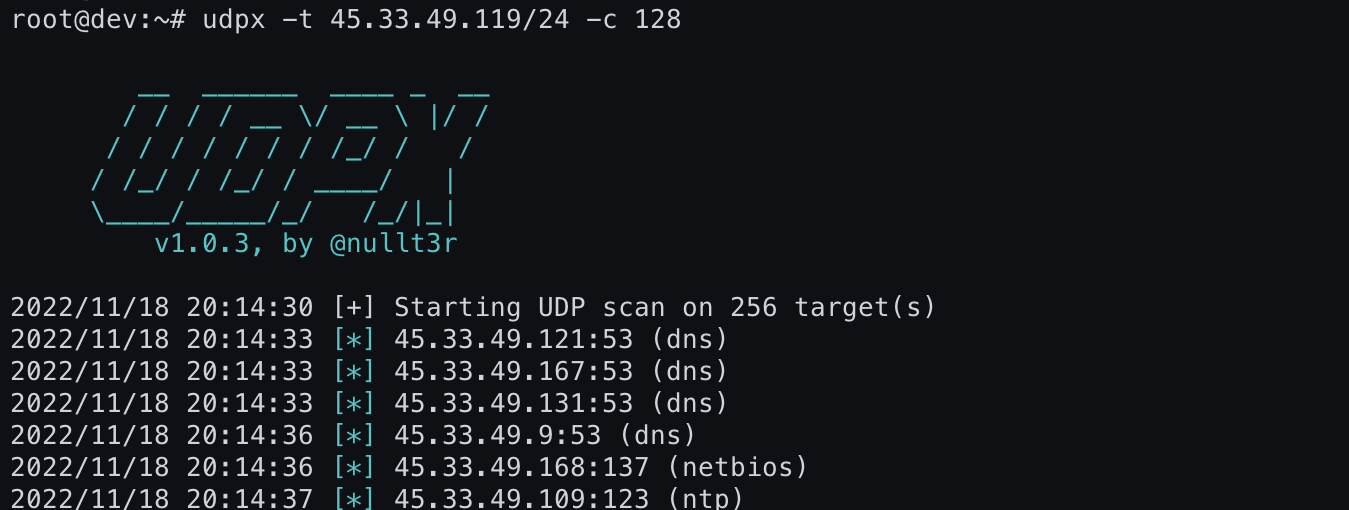 root@dev:~# udpx -t 45.33.49.119/24 -c 128
        __  ______  ____ _  __
       / / / / __ \/ __ \ |/ /
      / / / / / / / /_/ /   /
     / /_/ / /_/ / ____/   |
     \____/_____/_/   /_/|_|
         v1.0.3, by @nullt3r
2022/11/18 20:14:30 [+] Starting UDP scan on 256 target(s)
2022/11/18 20:14:33 [*] 45.33.49.121:53 (dns)
2022/11/18 20:14:33 [*] 45.33.49.167:53 (dns)
2022/11/18 20:14:33 [*] 45.33.49.131:53 (dns)
2022/11/18 20:14:36 [*] 45.33.49.9:53 (dns)
2022/11/18 20:14:36 [*] 45.33.49.168:137 (netbios)
2022/11/18 20:14:37 [*] 45.33.49.109:123 (ntp)